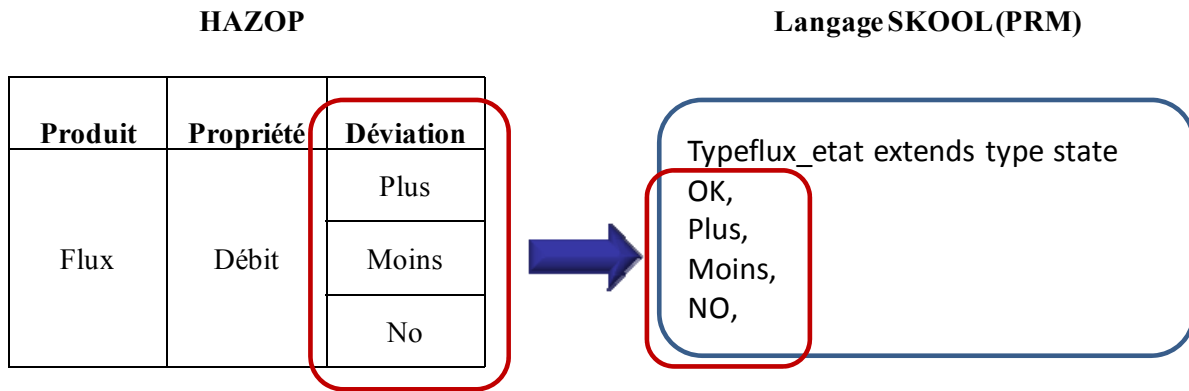 HAZOP
Langage SKOOL (PRM)
Produit Propriété Déviation
Plus
Flux Débit Moins
No
Typeflux_etat extends type state
OK,
Plus,
Moins,
NO,